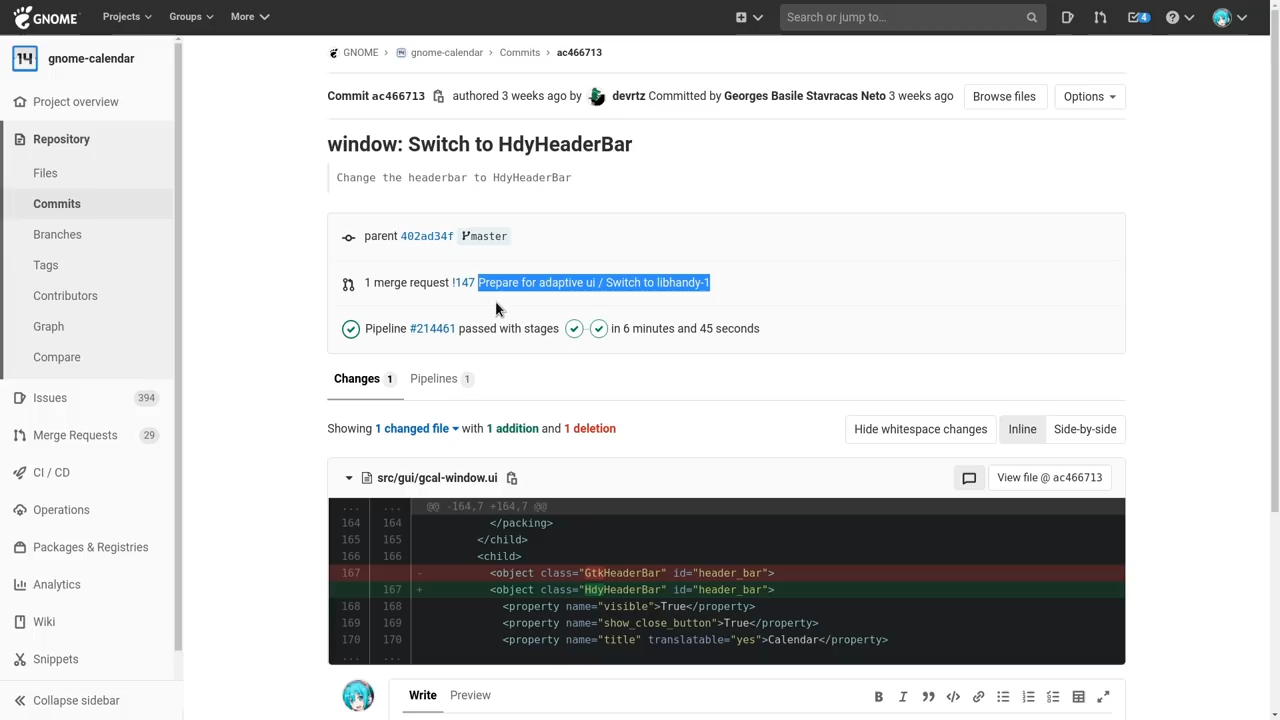 GNOME Projects Groups More Search or jump to... 4
14 gnome-calendar
Project overview
Repository
Files
Commits
Branches
Tags
Contributors
Graph
Compare
Issues 394
Merge Requests 29
CI / CD
Operations
Packages & Registries
Analytics
Wiki
Snippets
Collapse sidebar
GNOME > gnome-calendar > Commits > ac466713
Commit ac466713 authored 3 weeks ago by devrtz Committed by Georges Basile Stavracas Neto 3 weeks ago Browse files Options
window: Switch to HdyHeaderBar
Change the headerbar to HdyHeaderBar
parent 402ad34f master
1 merge request !147 Prepare for adaptive ui / Switch to libhandy-1
Pipeline #214461 passed with stages in 6 minutes and 45 seconds
Changes 1 Pipelines 1
Showing 1 changed file with 1 addition and 1 deletion Hide whitespace changes Inline Side-by-side
src/gui/gcal-window.ui View file @ ac466713
... ... @@ -164,7 +164,7 @@
164 164 </packing>
165 165 </child>
166 166 <child>
167 - <object class="GtkHeaderBar" id="header_bar">
167 + <object class="HdyHeaderBar" id="header_bar">
168 168 <property name="visible">True</property>
169 169 <property name="show_close_button">True</property>
170 170 <property name="title" translatable="yes">Calendar</property>
... ...
Write Preview B I